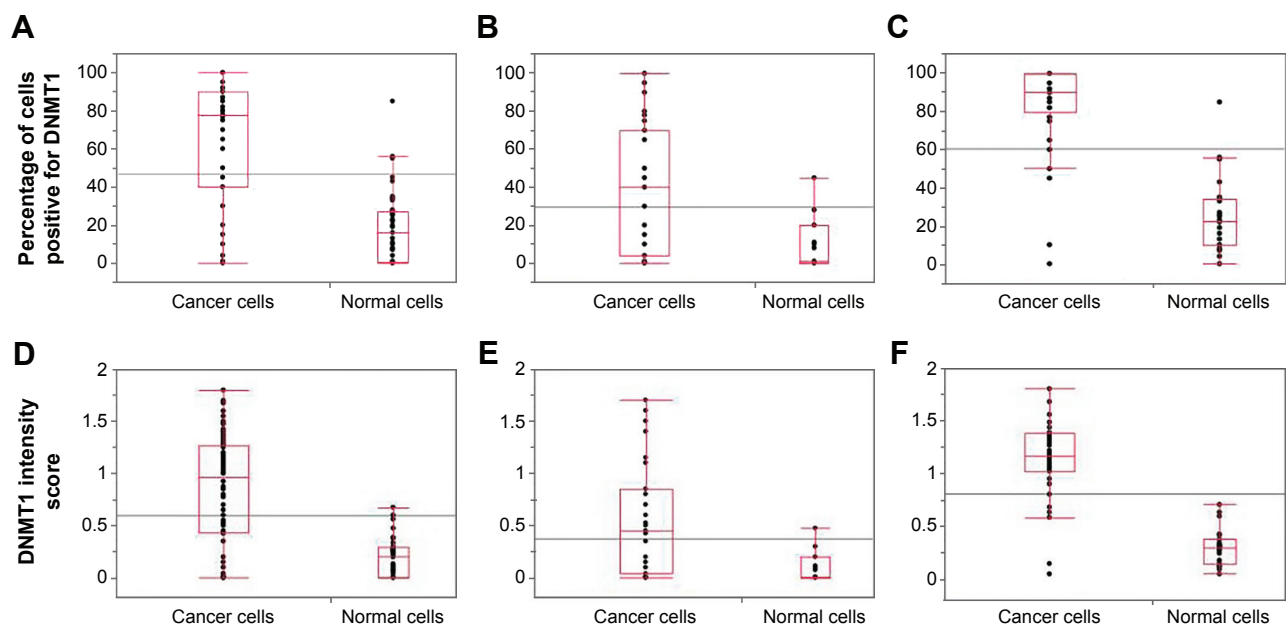 A
B
C
Percentage of cells
positive for DNMT1
100
80
60
40
20
0
Cancer cells
Normal cells
100
80
60
40
20
0
Cancer cells
Normal cells
100
80
60
40
20
0
Cancer cells
Normal cells
D
E
F
DNMT1 intensity
score
2
1.5
1
0.5
0
Cancer cells
Normal cells
2
1.5
1
0.5
0
Cancer cells
Normal cells
2
1.5
1
0.5
0
Cancer cells
Normal cells